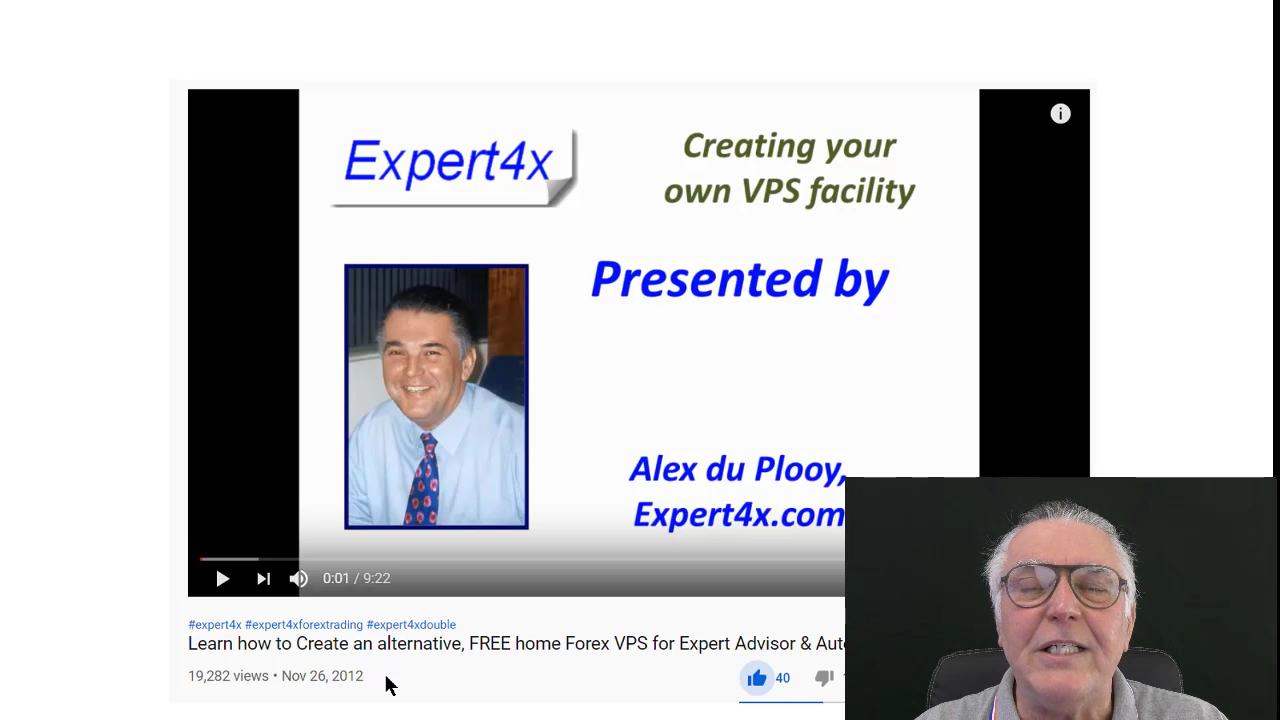 Expert4x
Creating your
own VPS facility
Presented by
Alex du Plooy,
Expert4x.com
0:01 / 9:22
#expert4x #expert4xforextrading #expert4xdouble
Learn how to Create an alternative, FREE home Forex VPS for Expert Advisor &
19,282 views • Nov 26, 2012
40